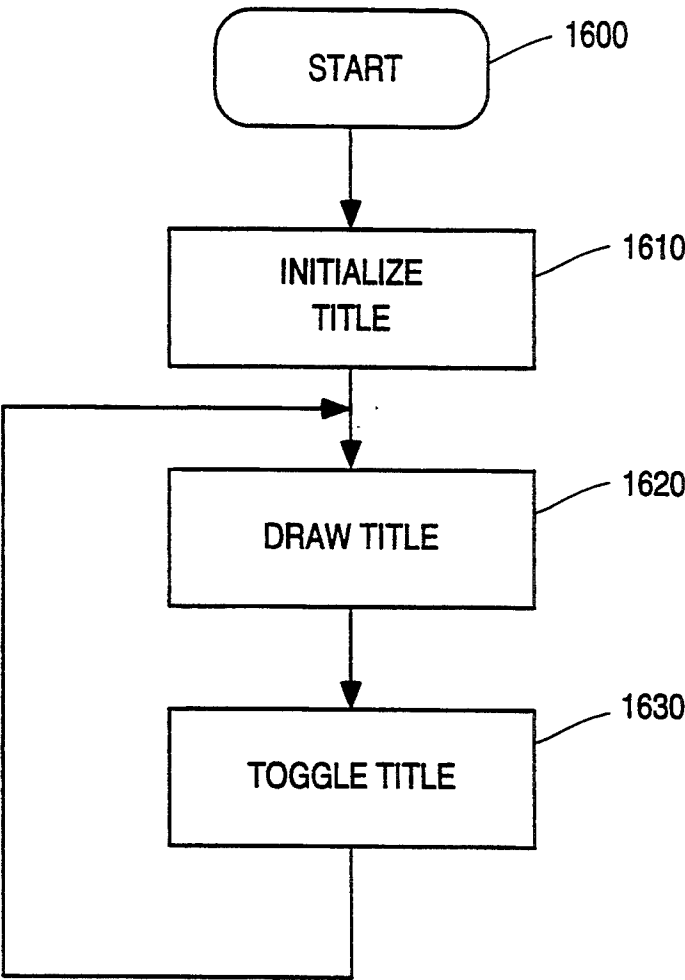 START
1600
INITIALIZE
TITLE
1610
DRAW TITLE
1620
TOGGLE TITLE
1630